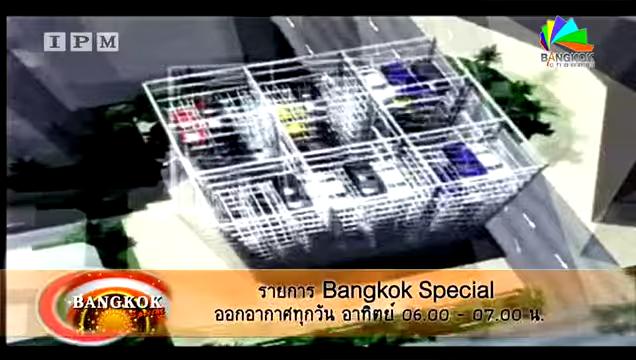 IPM
BANGKOK
channel
BANGKOK
รายการ Bangkok Special
ออกอากาศทุกวัน อาทิตย์ 06.00 - 07.00 น.